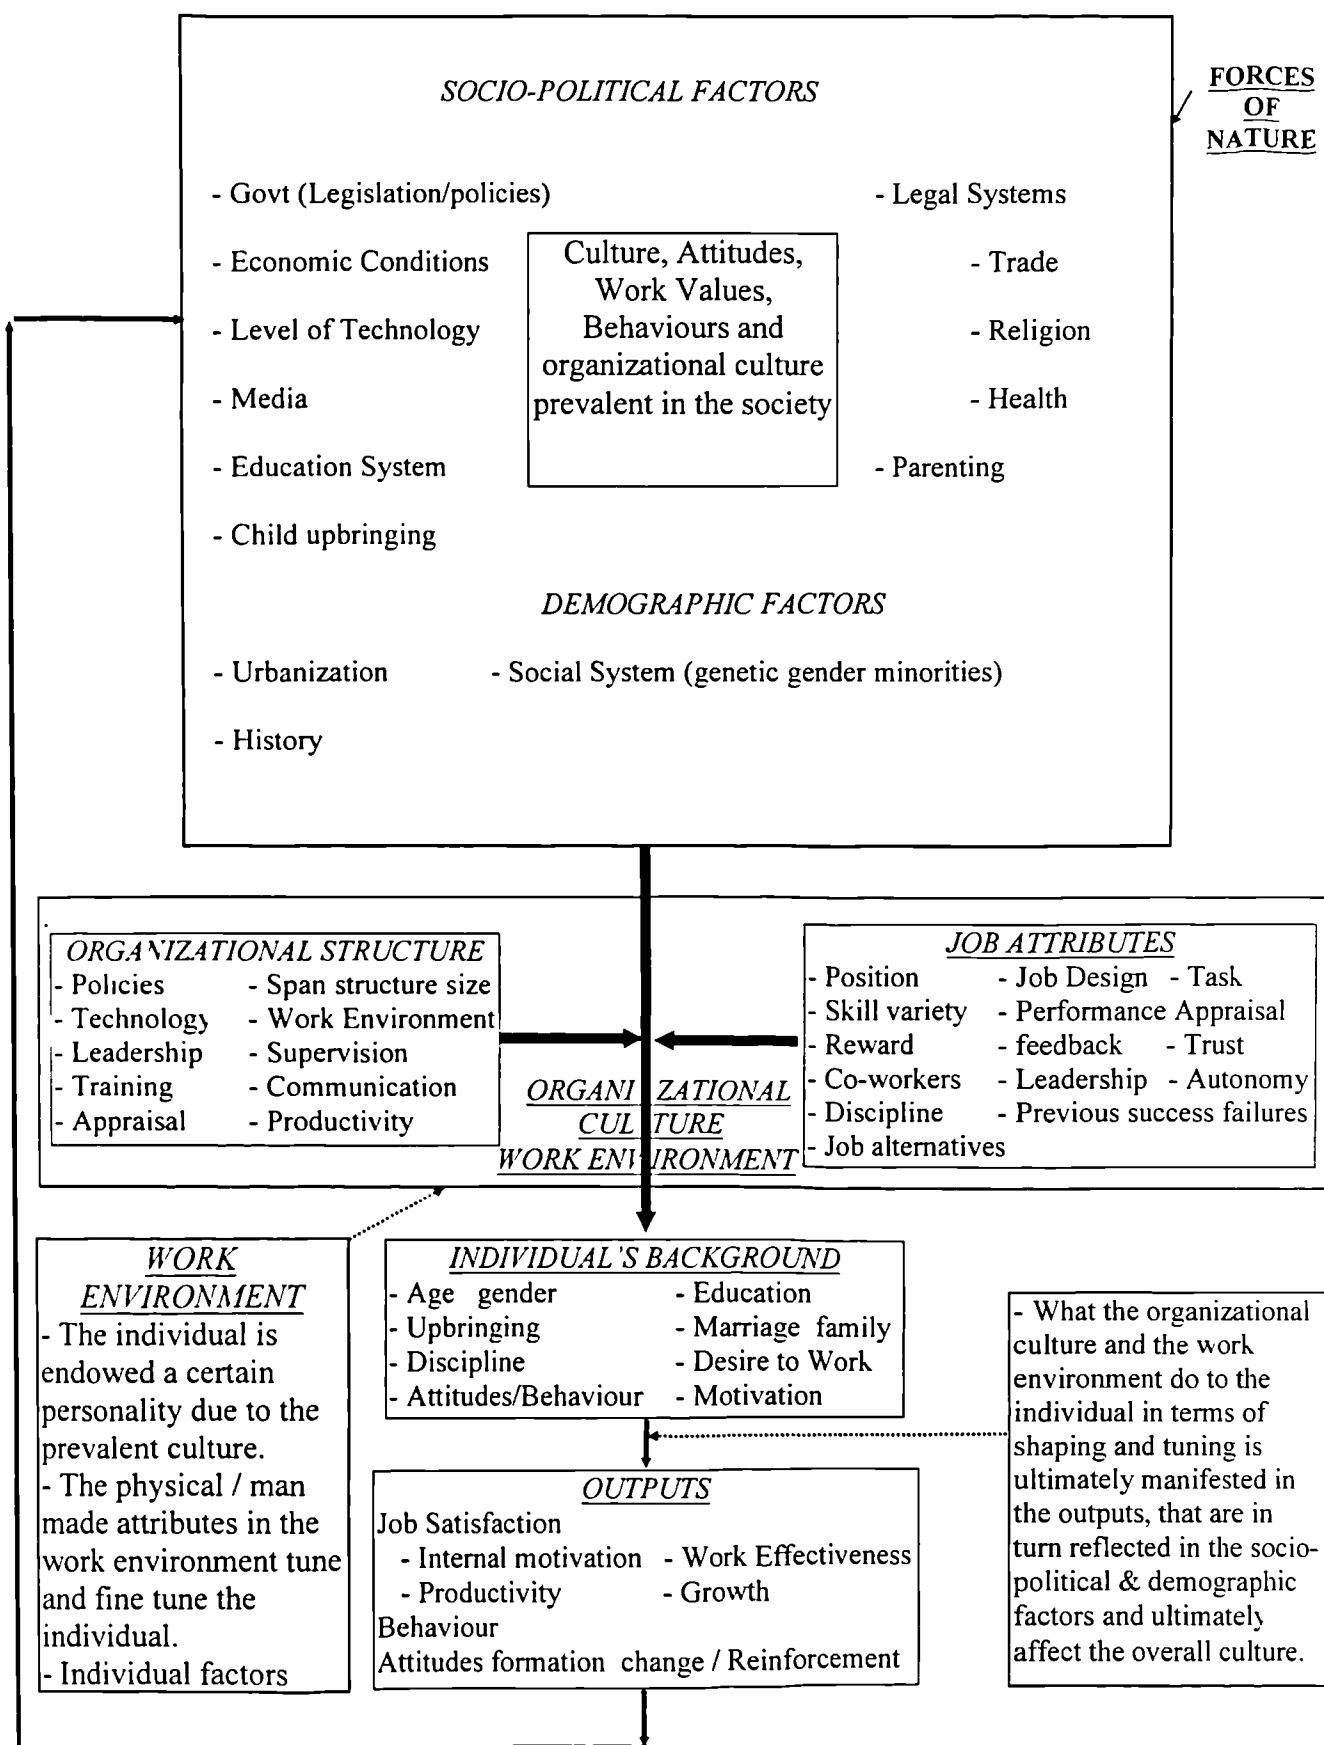 SOCIO-POLITICAL FACTORS
FORCES
OF
NATURE
- Govt (Legislation/policies)
- Legal Systems
- Economic Conditions
- Trade
- Level of Technology
- Religion
- Media
- Health
- Education System
- Parenting
- Child upbringing
Culture, Attitudes,
Work Values,
Behaviours and
organizational culture
prevalent in the society
DEMOGRAPHIC FACTORS
- Urbanization - Social System (genetic gender minorities)
- History
ORGANIZATIONAL STRUCTURE
- Policies - Span structure size
- Technology - Work Environment
- Leadership - Supervision
- Training - Communication
- Appraisal - Productivity
JOB ATTRIBUTES
- Position - Job Design - Task
- Skill variety - Performance Appraisal
- Reward - feedback - Trust
- Co-workers - Leadership - Autonomy
- Discipline - Previous success failures
- Job alternatives
ORGANIZATIONAL
CULTURE
WORK ENVIRONMENT
WORK
ENVIRONMENT
- The individual is
endowed a certain
personality due to the
prevalent culture.
- The physical / man
made attributes in the
work environment tune
and fine tune the
individual.
- Individual factors
INDIVIDUAL'S BACKGROUND
- Age gender - Education
- Upbringing - Marriage family
- Discipline - Desire to Work
- Attitudes/Behaviour - Motivation
OUTPUTS
Job Satisfaction
- Internal motivation - Work Effectiveness
- Productivity - Growth
Behaviour
Attitudes formation change / Reinforcement
- What the organizational
culture and the work
environment do to the
individual in terms of
shaping and tuning is
ultimately manifested in
the outputs, that are in
turn reflected in the socio-
political & demographic
factors and ultimately
affect the overall culture.